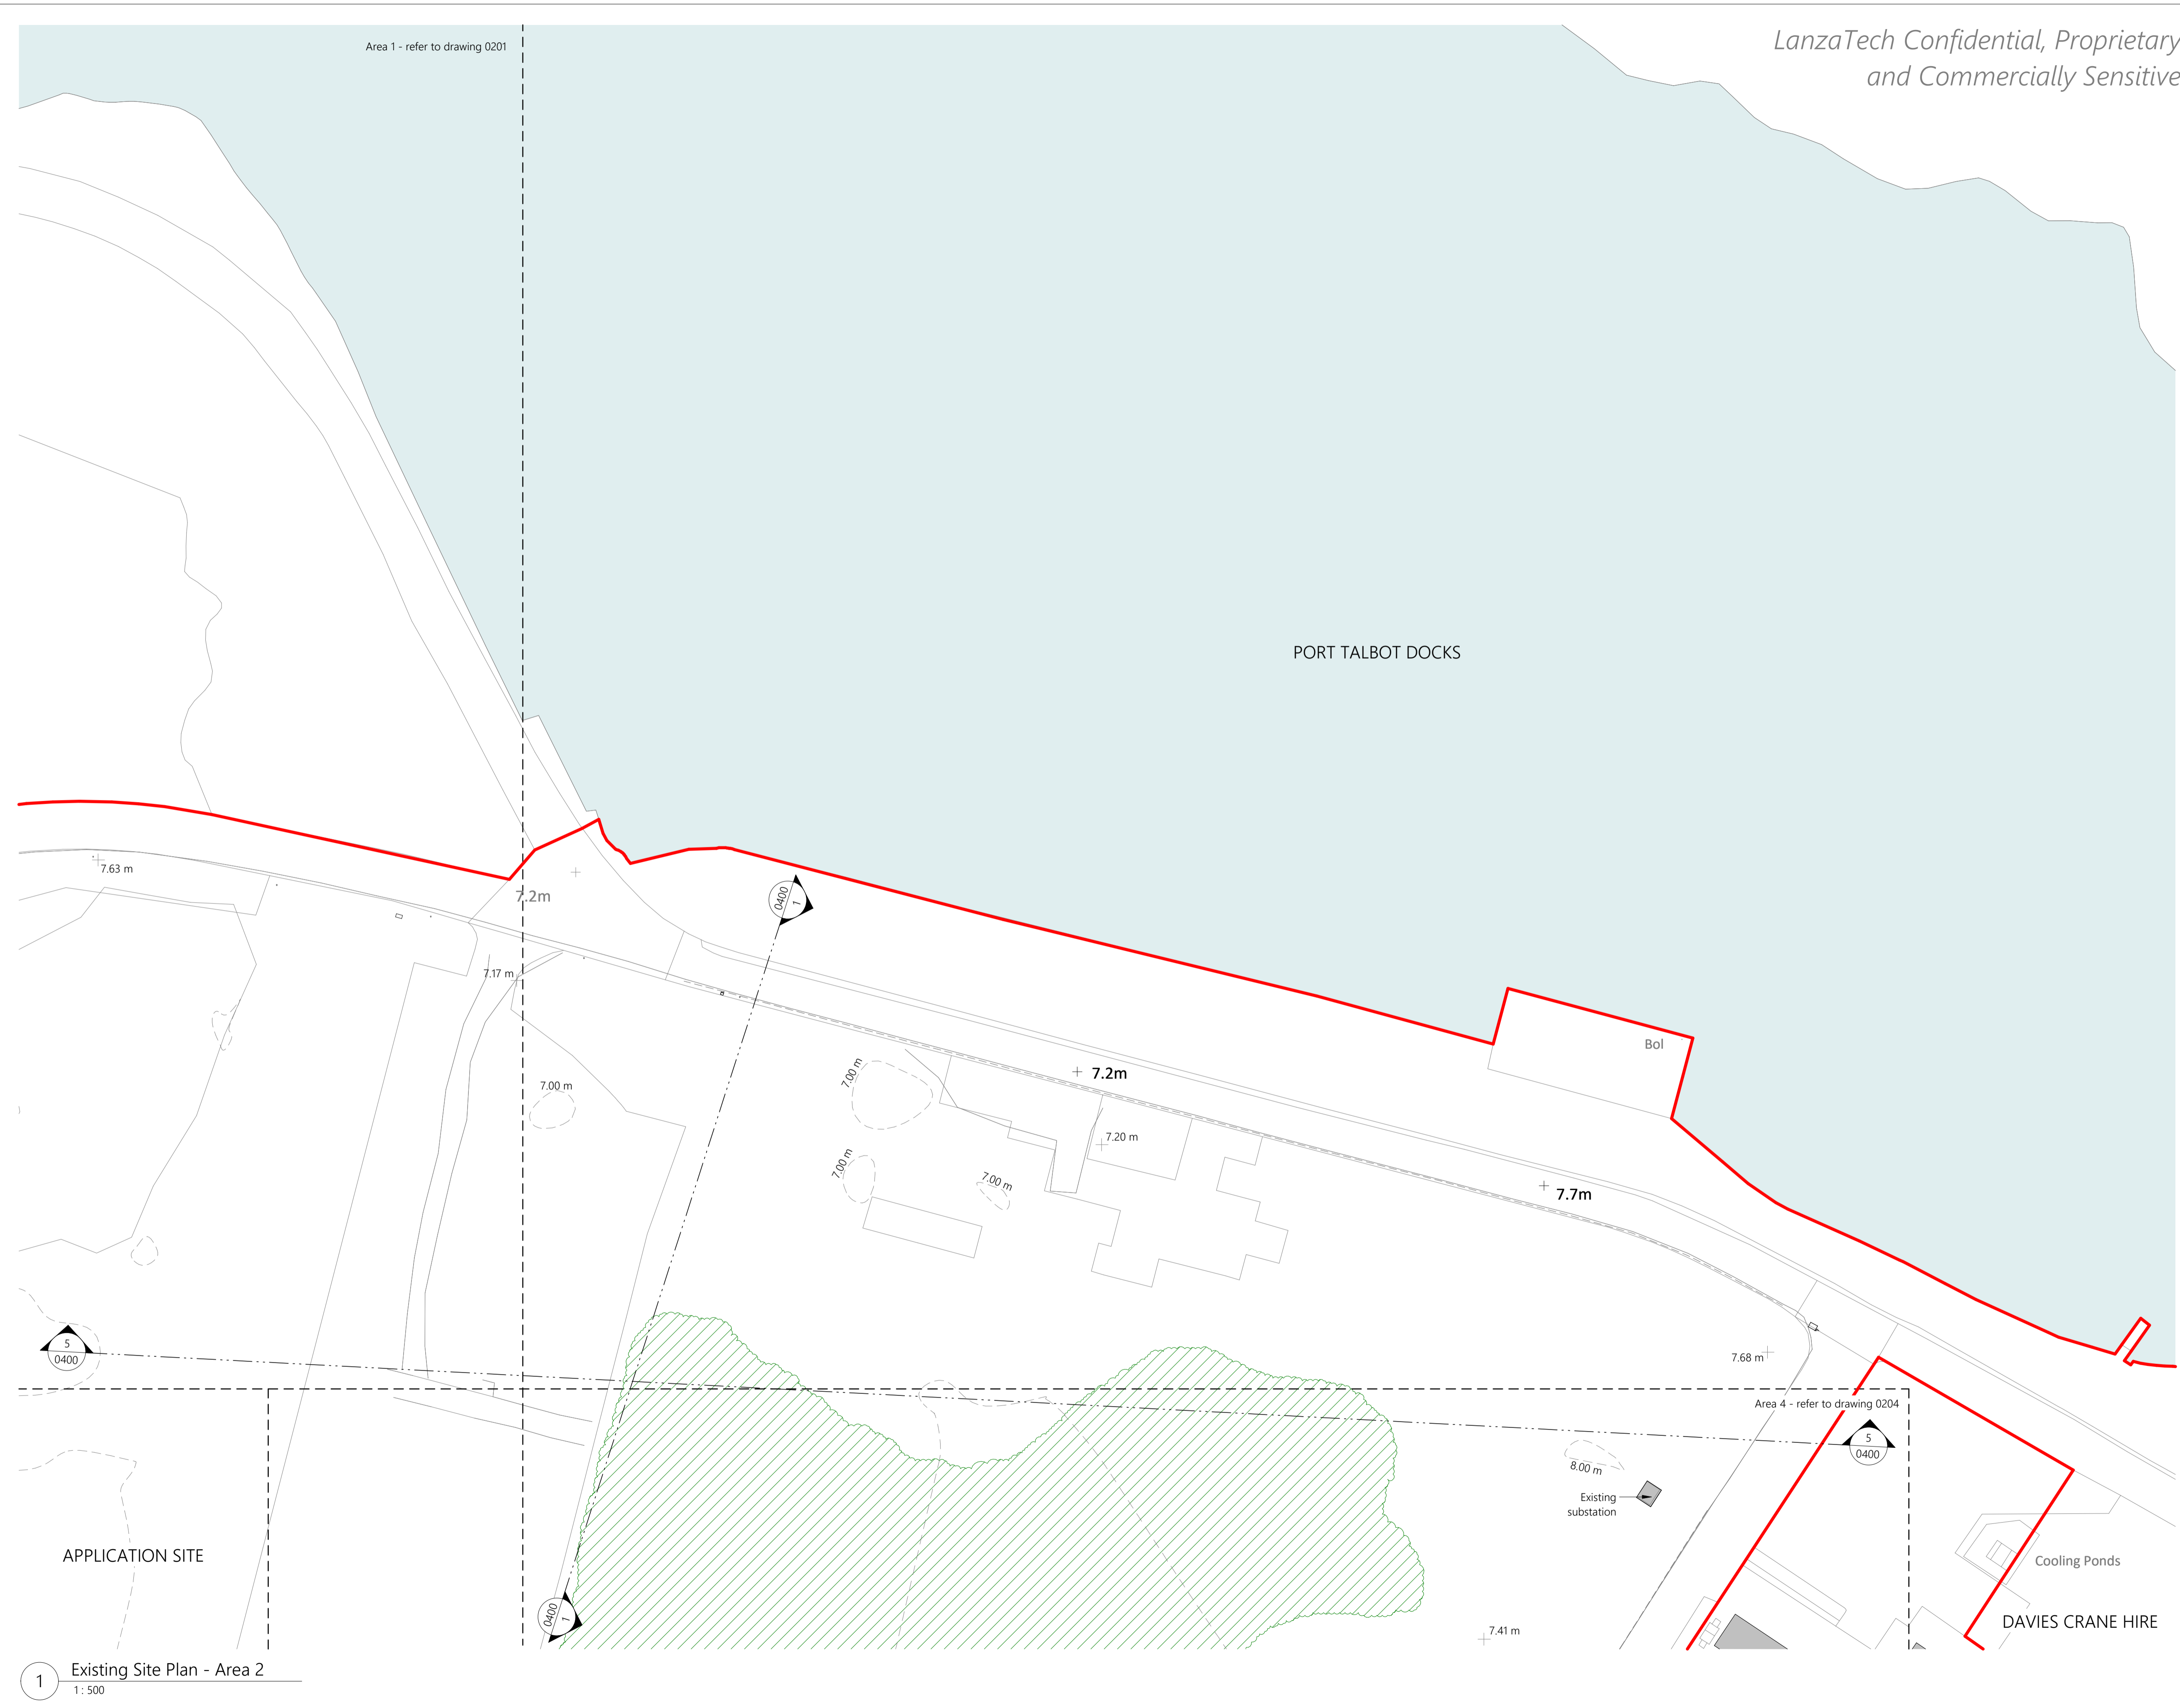 Area 1 - refer to drawing 0201
LanzaTech Confidential, Proprietary
and Commercially Sensitive
PORT TALBOT DOCKS
7.63 m
7.2m
0400
1
7.17 m
Bol
7.00 m
7.00 m
7.2m
7.20 m
7.00 m
7.00 m
7.7m
5
0400
7.68 m
Area 4 - refer to drawing 0204
5
0400
8.00 m
Existing
substation
APPLICATION SITE
Cooling Ponds
0400
1
7.41 m
DAVIES CRANE HIRE
1
Existing Site Plan - Area 2
1 : 500